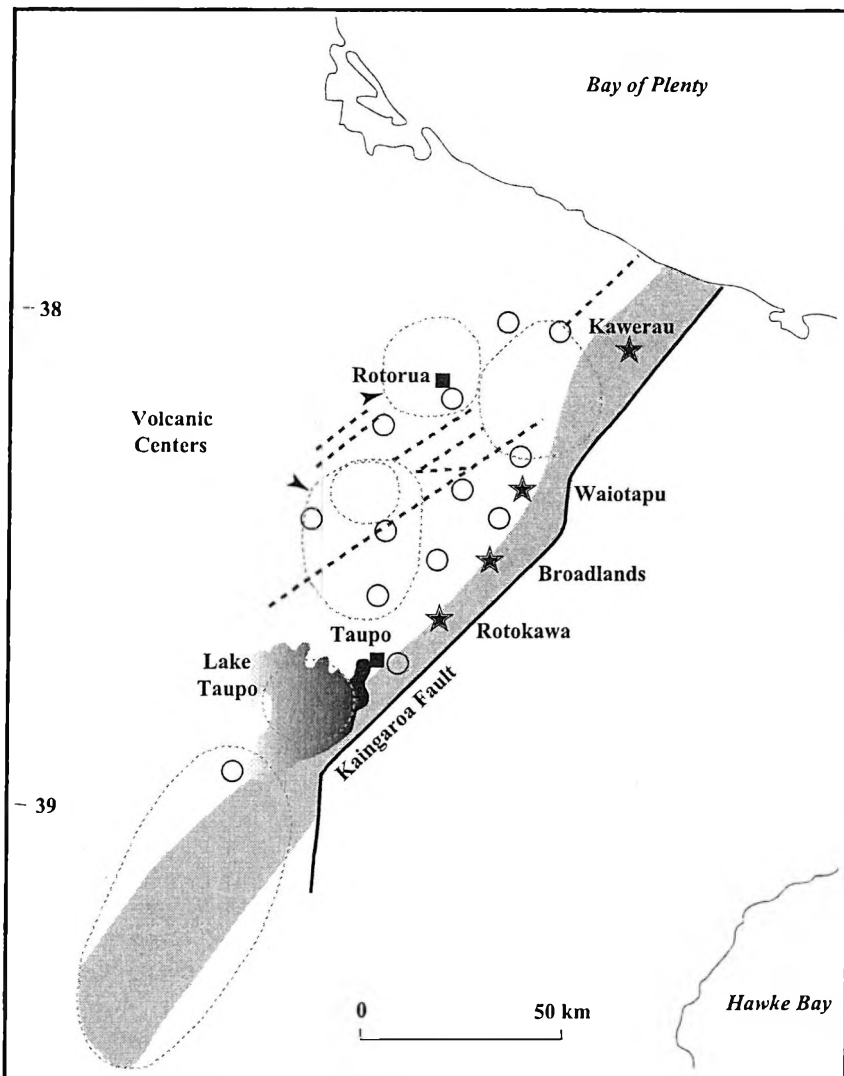 Bay of Plenty
38
Kawerau
Rotorua
Volcanic
Centers
Waiotapu
Broadlands
Taupo
Rotokawa
Lake
Taupo
Kaingaroa Fault
39
0
50 km
Hawke Bay